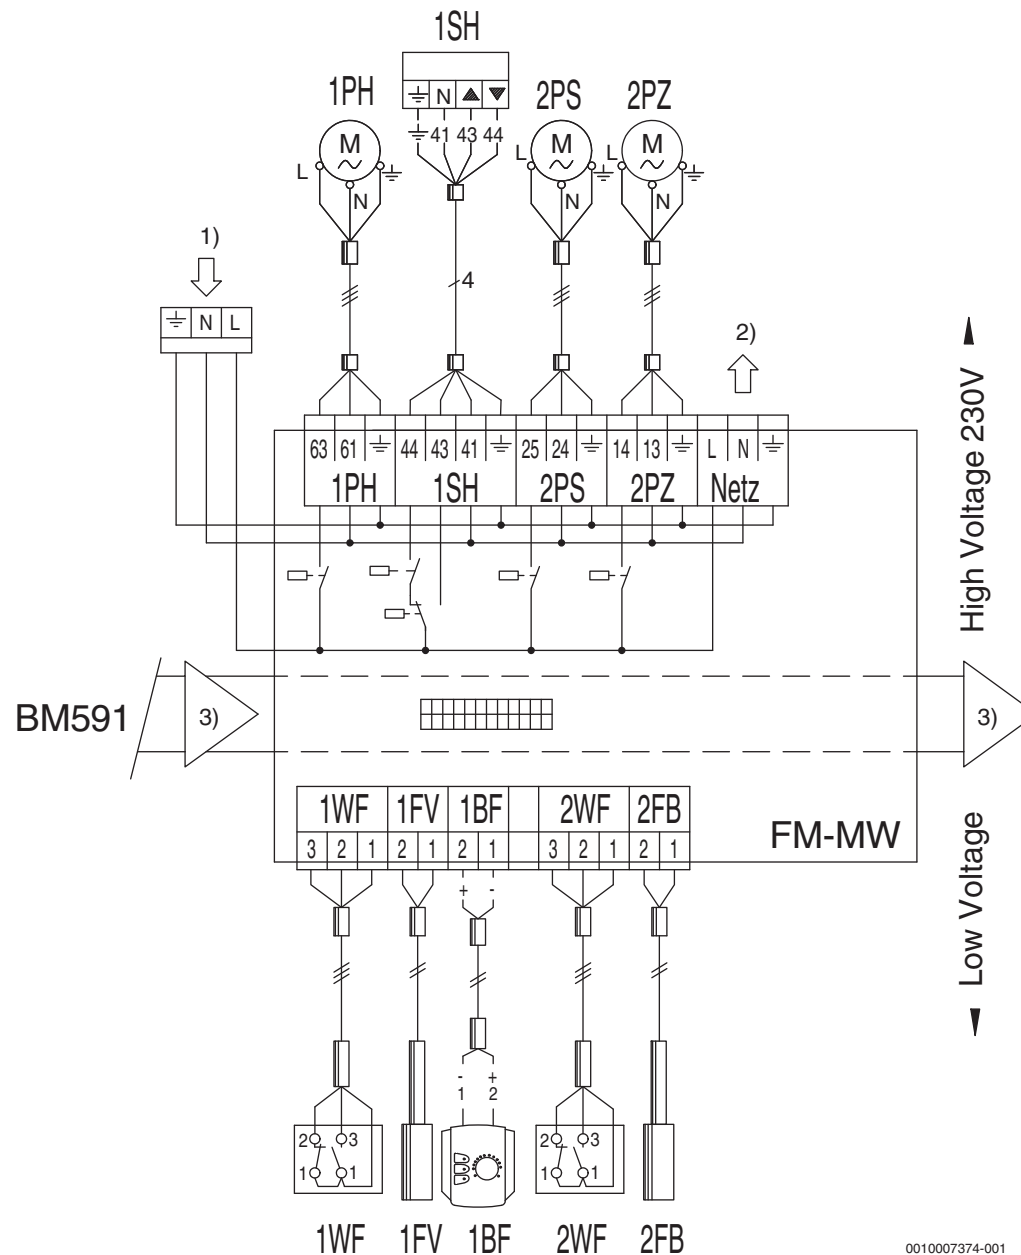 1SH
1PH
2PS
2PZ
N
41 43 44
M
L
N
M
L
N
M
L
N
1)
4
2)
N L
63 61
44 43 41
25 24
14 13
L N
1PH
1SH
2PS
2PZ
Netz
High Voltage 230V
BM591
3)
3)
1WF
1FV
1BF
2WF
2FB
3 2 1
2 1
2 1
3 2 1
2 1
FM-MW
Low Voltage
+ -
- +
1 2
2 3
1 1
2 3
1 1
1WF
1FV
1BF
2WF
2FB
0010007374-001